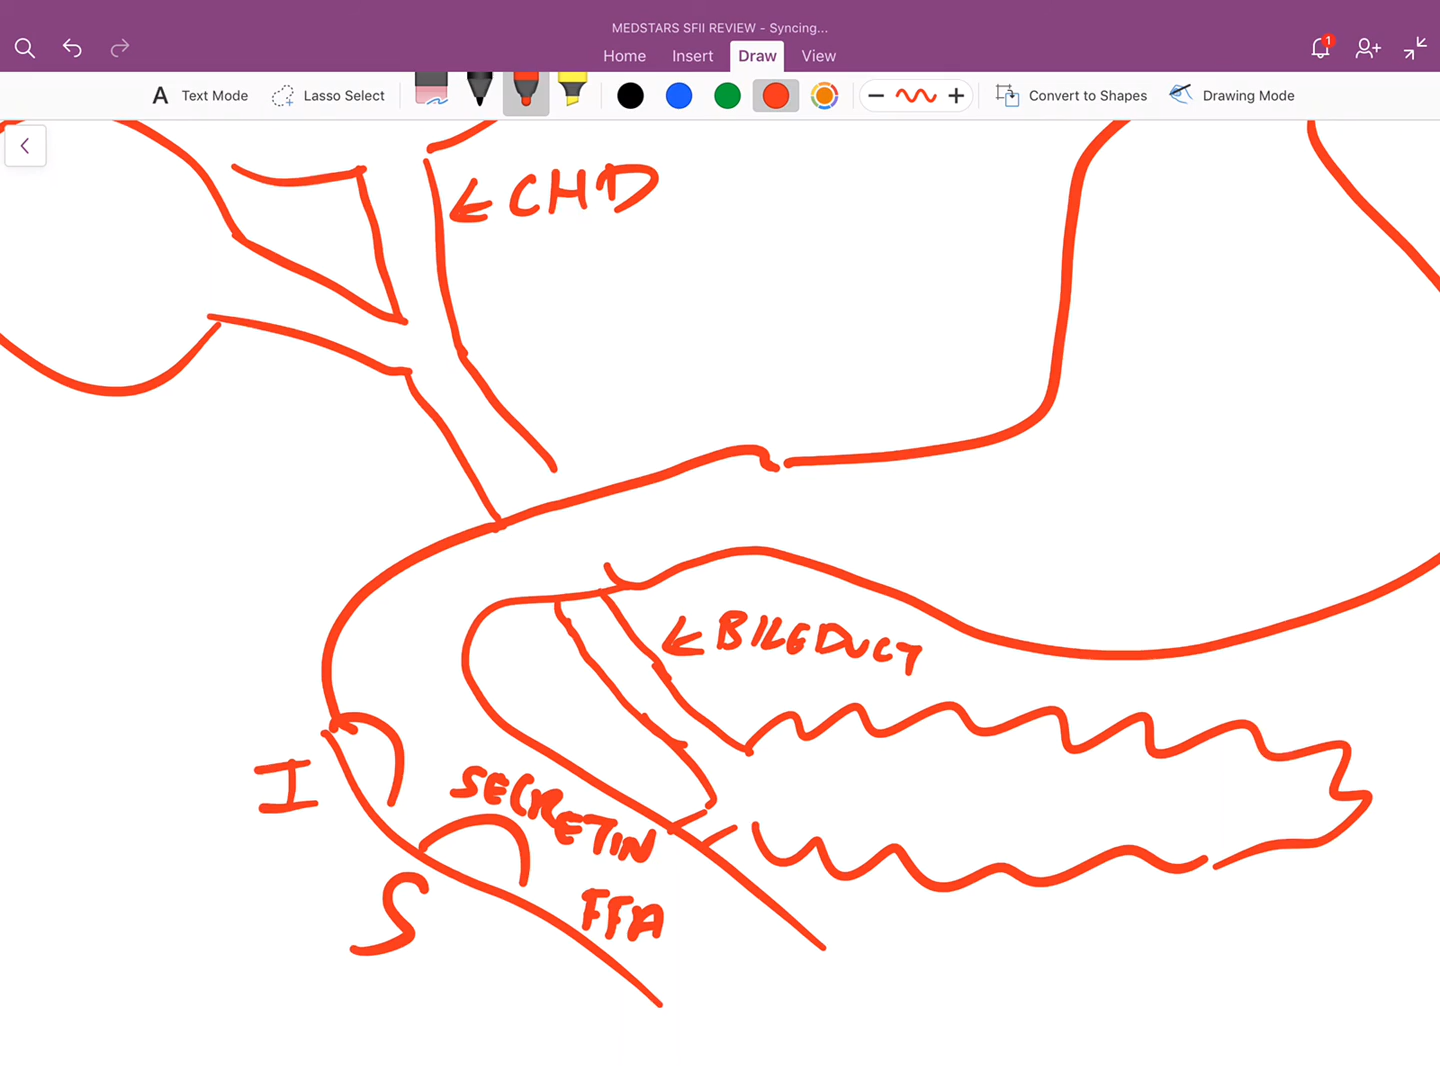 MEDSTARS SFII REVIEW - Syncing...
Home Insert Draw View
1
A Text Mode Lasso Select Convert to Shapes Drawing Mode
← CHD
← BILE DUCT
I
SECRETIN
S
FFA